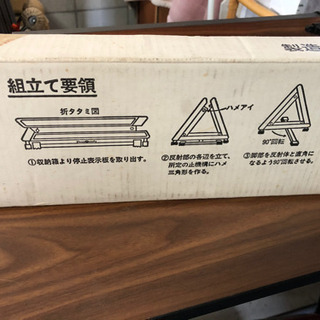 組立て要領
折タタミ図
①収納箱より停止表示板を取り出す。
ハメアイ
②反射部の各辺を立て、
所定の止機構にハメ
三角形を作る。
90°回転
③脚部を反射体と直角に
なるよう90°回転させる。